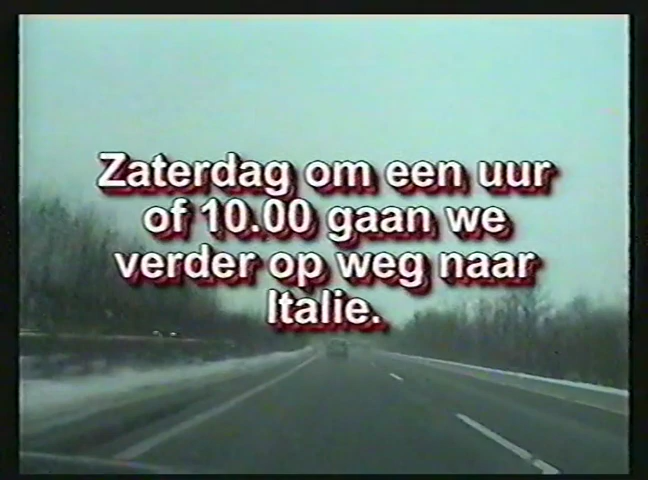 Zaterdag om een uur
of 10.00 gaan we
verder op weg naar
Italie.